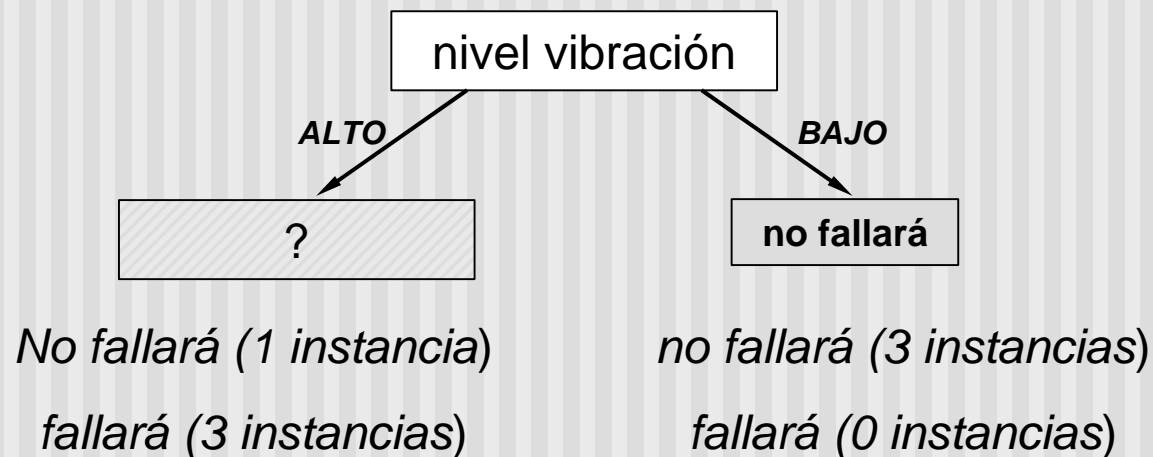 nivel vibración
ALTO
BAJO
?
no fallará
No fallará (1 instancia)
no fallará (3 instancias)
fallará (3 instancias)
fallará (0 instancias)